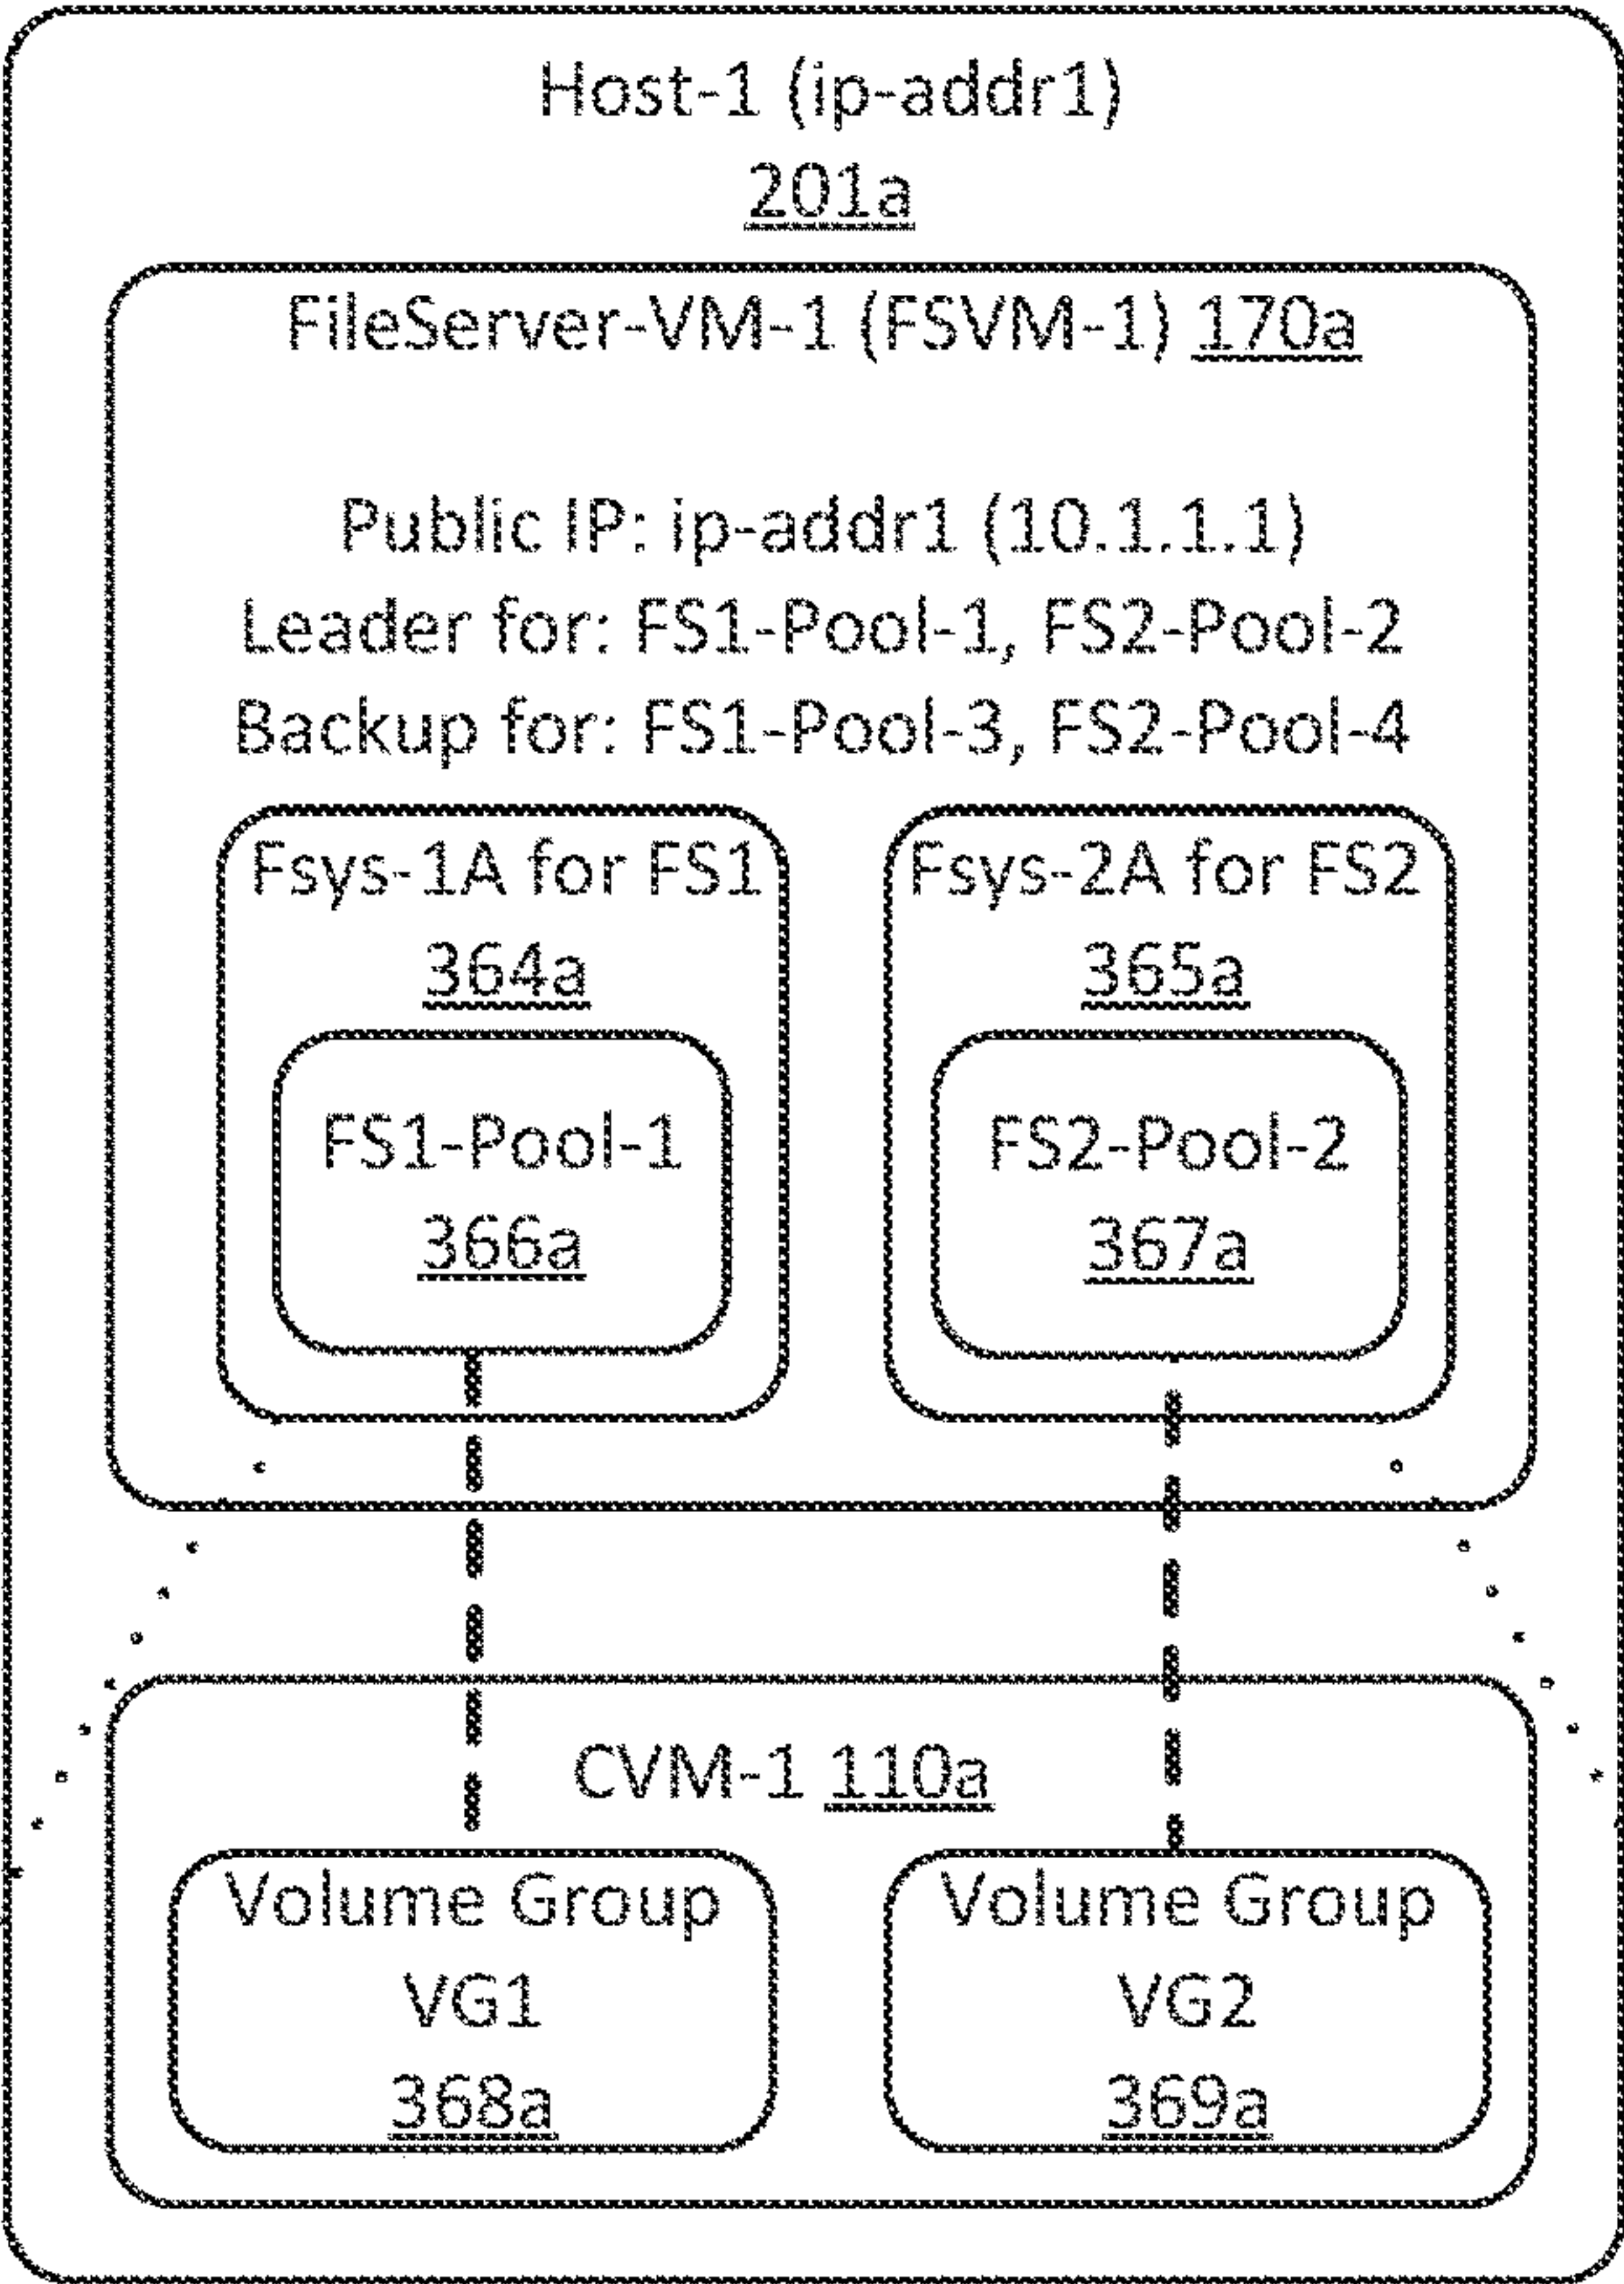 Host-1 (ip-addr1)
201a
FileServer-VM-1 (FSVM-1) 170a
Public IP: ip-addr1 (10.1.1.1)
Leader for: FS1-Pool-1, FS2-Pool-2
Backup for: FS1-Pool-3, FS2-Pool-4
Fsys-1A for FS1
364a
FS1-Pool-1
366a
Fsys-2A for FS2
365a
FS2-Pool-2
367a
CVM-1 110a
Volume Group
VG1
368a
Volume Group
VG2
369a